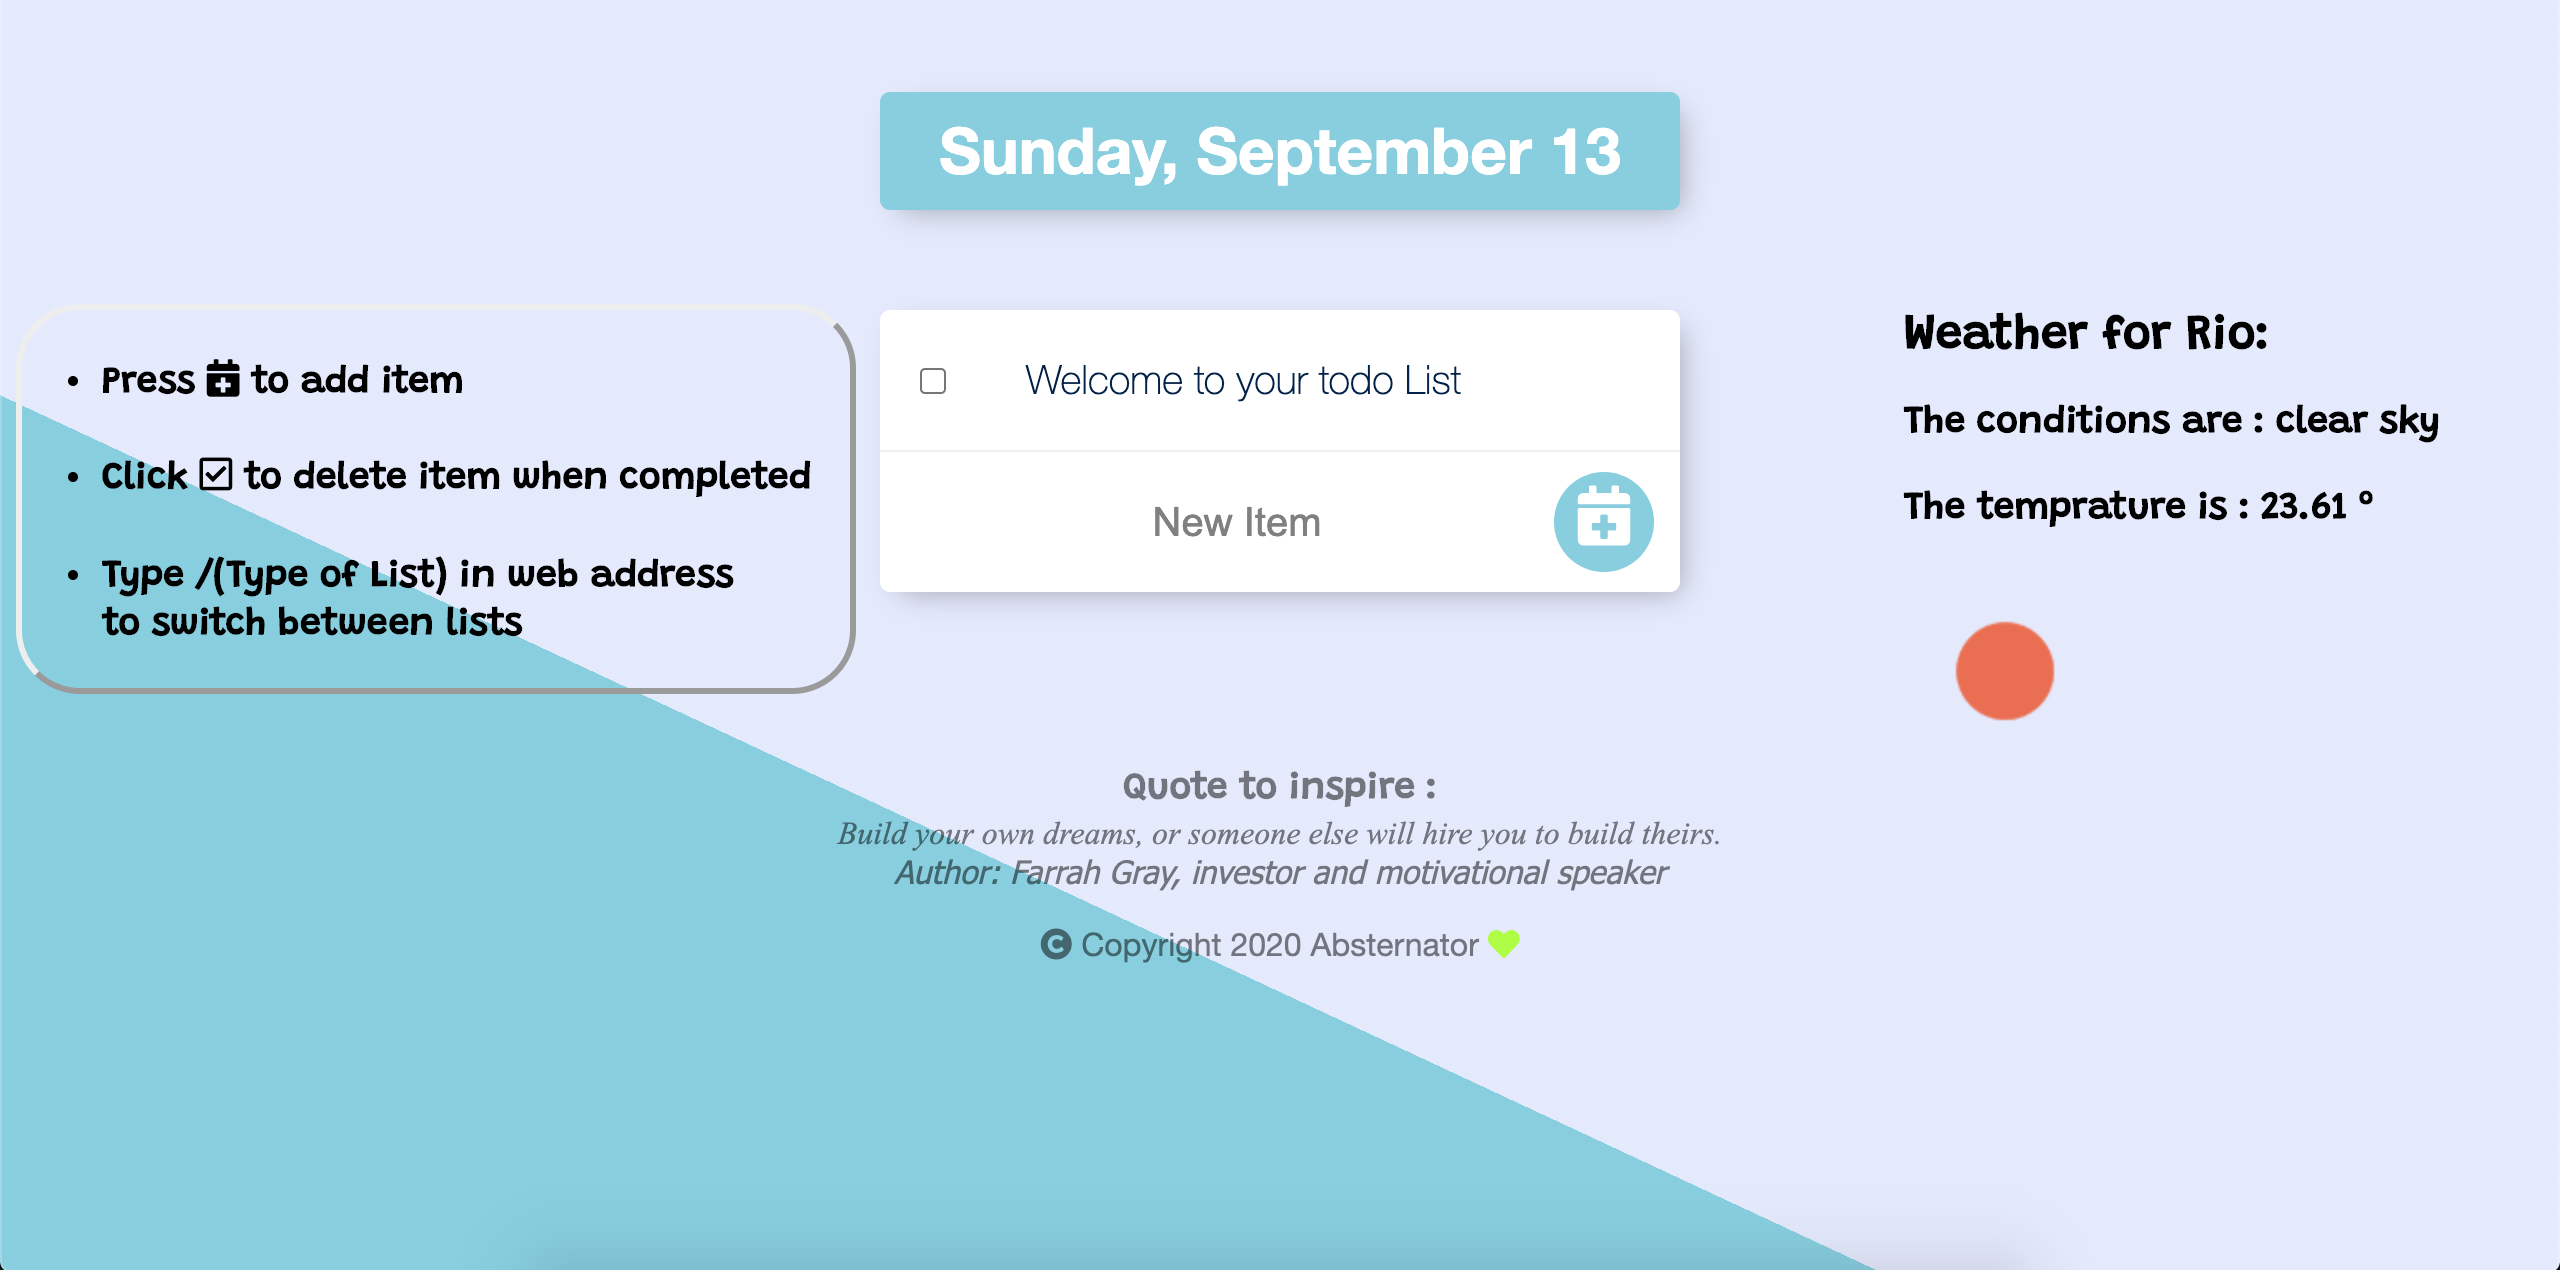 Sunday, September 13
Press to add item
Click to delete item when completed
Type /(Type of List) in web address
to switch between lists
Welcome to your todo List
New Item
Weather for Rio:
The conditions are : clear sky
The temprature is : 23.61 °
Quote to inspire :
Build your own dreams, or someone else will hire you to build theirs.
Author: Farrah Gray, investor and motivational speaker
© Copyright 2020 Absternator